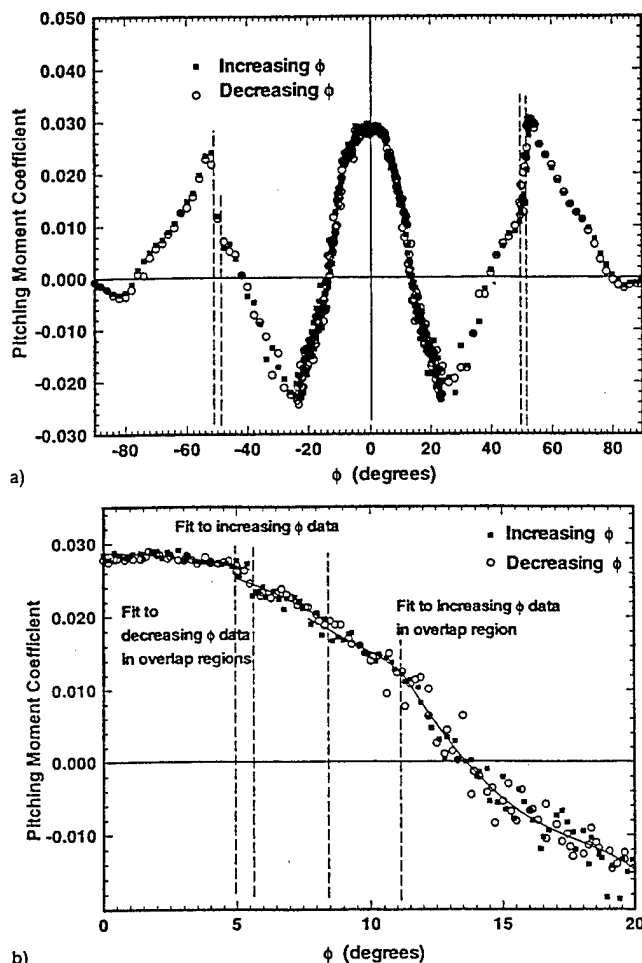 0.050
0.040
0.030
0.020
0.010
0.000
-0.010
-0.020
-0.030
Pitching Moment Coefficient
Increasing ϕ
Decreasing ϕ
-80 -60 -40 -20 0 20 40 60 80
ϕ (degrees)
a)
Fit to increasing ϕ data
Increasing ϕ
Decreasing ϕ
Fit to
decreasing ϕ data
in overlap regions
Fit to increasing ϕ data
in overlap region
0.030
0.020
0.010
0.000
-0.010
Pitching Moment Coefficient
0 5 10 15 20
ϕ (degrees)
b)